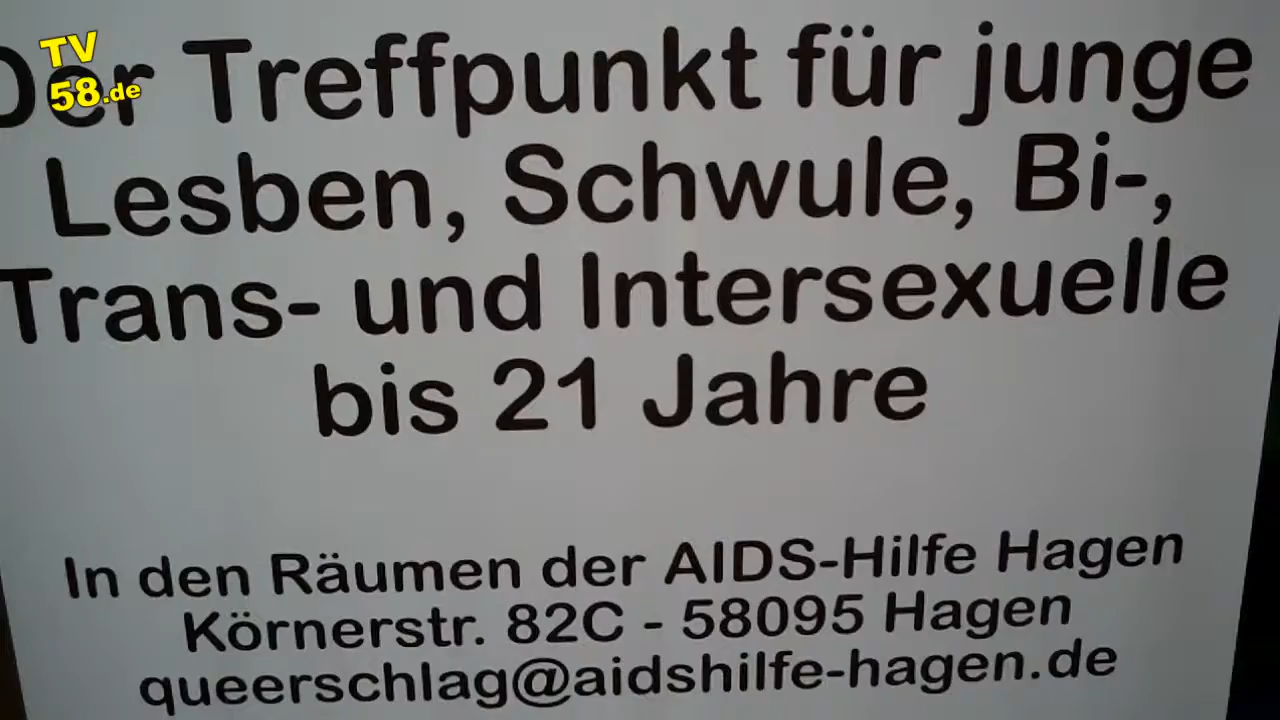 TV
58.de
Der Treffpunkt für junge
Lesben, Schwule, Bi-,
Trans- und Intersexuelle
bis 21 Jahre
In den Räumen der AIDS-Hilfe Hagen
Körnerstr. 82C - 58095 Hagen
queerschlag@aidshilfe-hagen.de